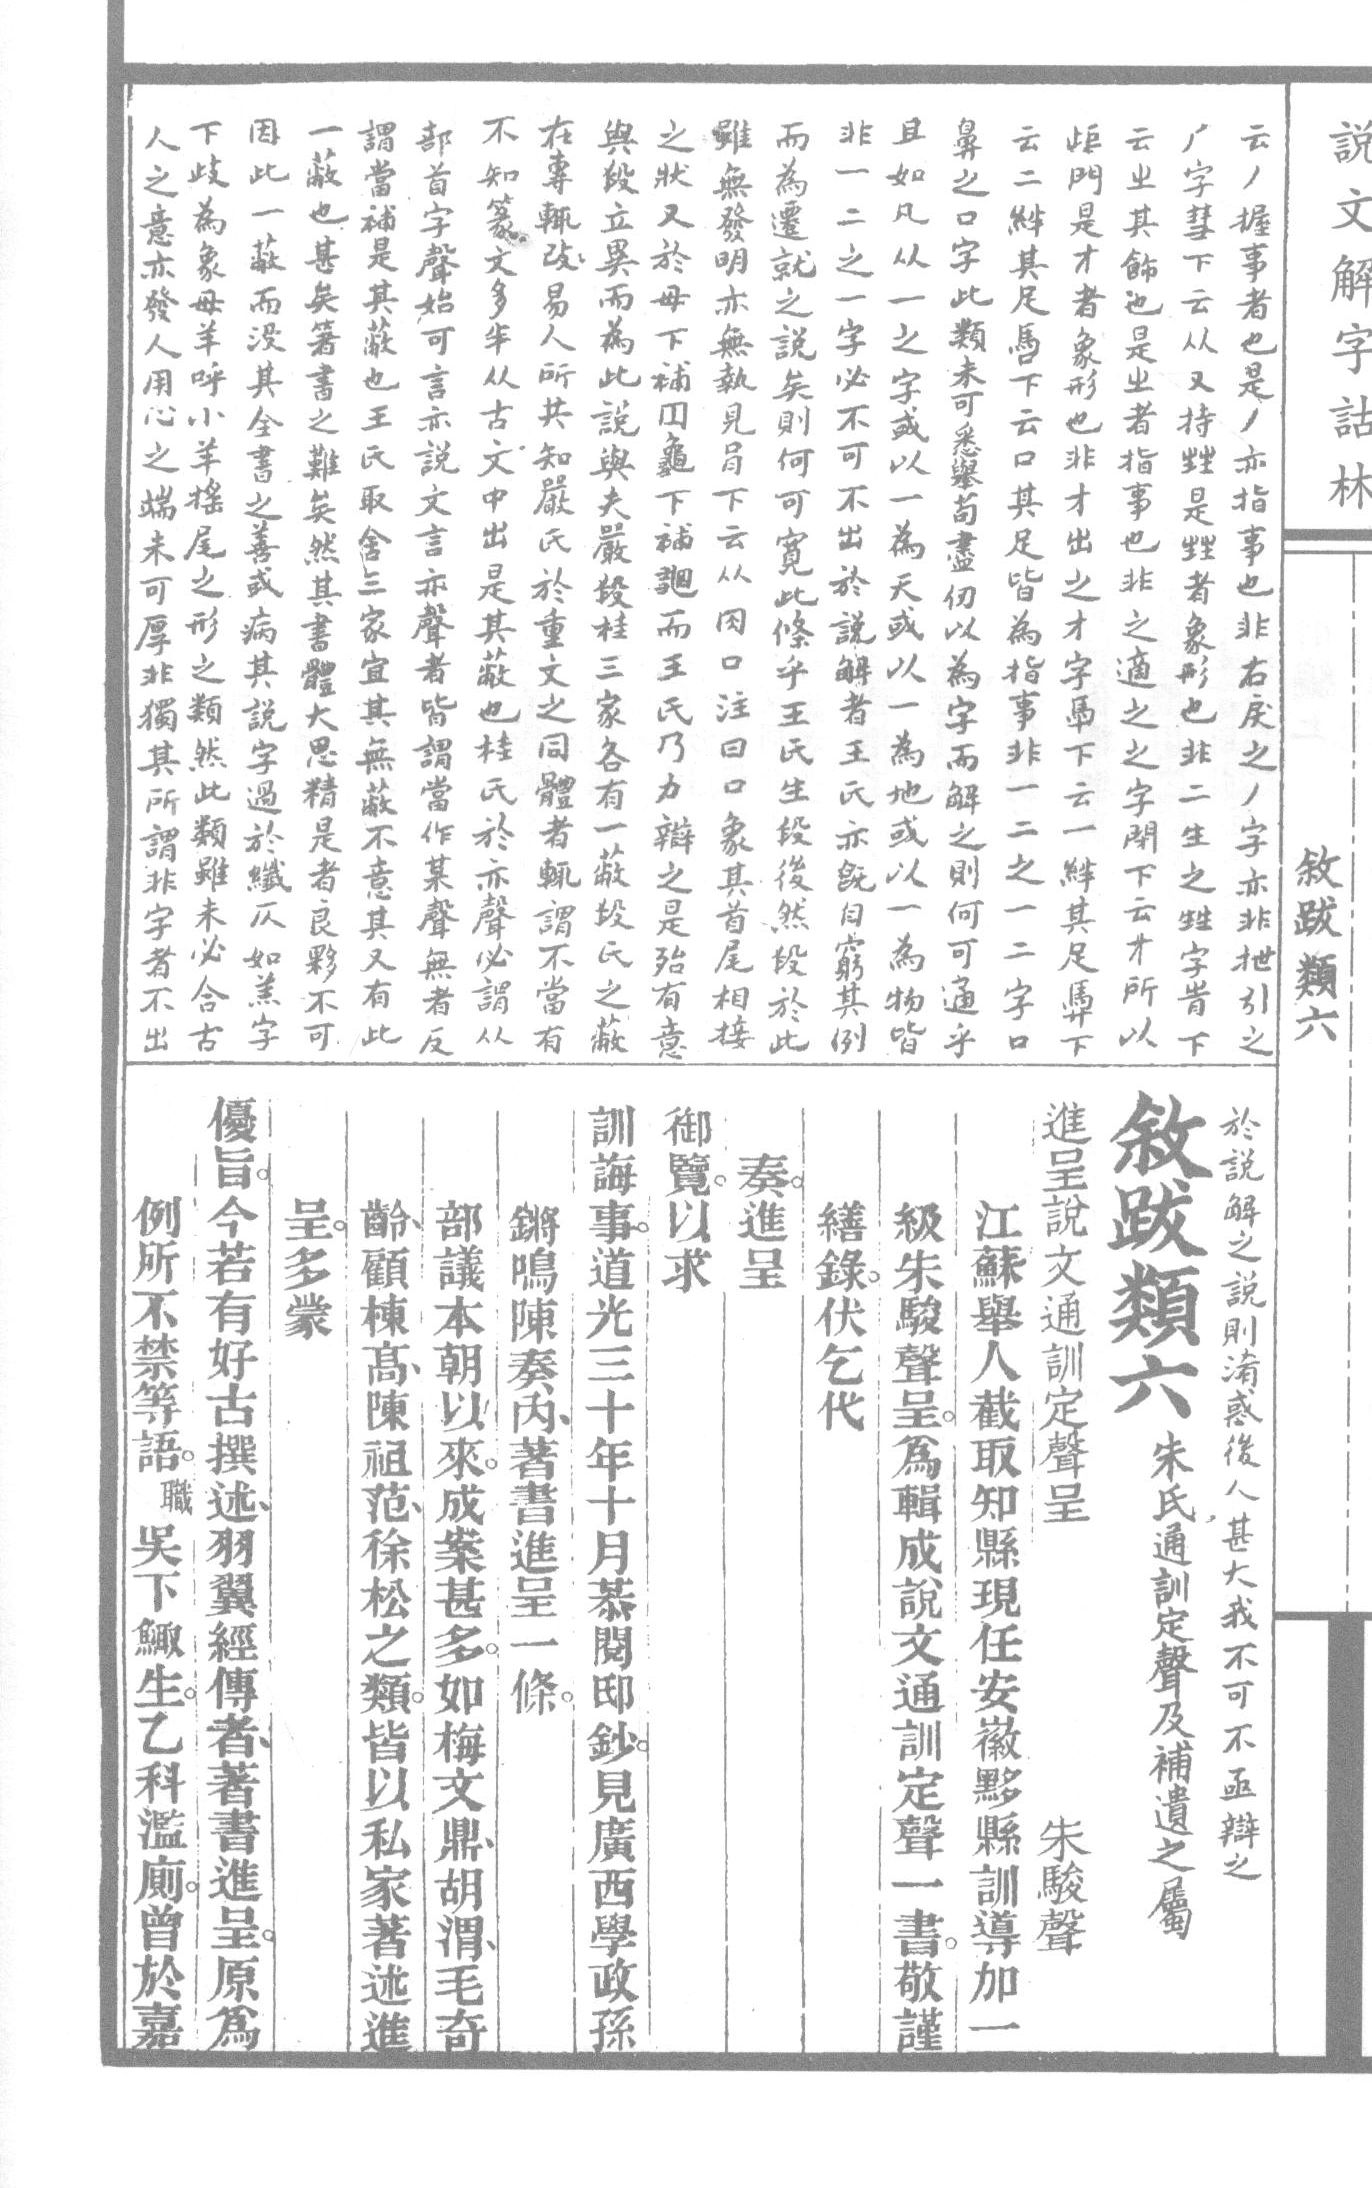 說文解字詁林
敘跋類六
云丿握事者也是丿亦指事也非右戾之丿字亦非抴引之
厂字彗下云从又持甡是甡者象形也非二生之甡字㞢下
云㞢其飾也是㞢者指事也非之適之之字閉下云才所以
歫門是才者象形也非才出之才字馬下云一絆其足馬下
云二絆其足馬下云口其足皆為指事非一二之一二字口
鼻之口字此類未可悉舉苟盡仞以為字而解之則何可通乎
且如凡从一之字或以一為天或以一為地或以一為物皆
非一二之一字必不可不出於說解者王氏亦旣自窮其例
而為遷就之說矣則何可寬此條乎王氏生段後然段於此
雖無發明亦無執見肙下云从肉口注曰口象其首尾相接
之狀又於母下補囗龜下補𪓑而王氏乃力辯之是殆有意
與段立異而為此說與夫嚴段桂三家各有一蔽段氏之蔽
在專輒改易人所共知嚴氏於重文之同體者輒謂不當有
不知篆文多半从古文中出是其蔽也桂氏於亦聲必謂从
部首字聲始可言亦說文言亦聲者皆謂當作某聲無者反
謂當補是其蔽也王氏取舍三家宜其無蔽不意其又有此
一蔽也甚矣著書之難矣然其書體大思精是者良夥不可
因此一蔽而没其全書之善或病其說字過於纖仄如羔字
下歧為象母羊呼小羊搖尾之形之類然此類雖未必合古
人之意亦發人用心之端未可厚非獨其所謂非字者不出
於說解之說則淆惑後人甚大我不可不亟辯之
敘跋類六 朱氏通訓定聲及補遺之屬
進呈說文通訓定聲呈 朱駿聲
江蘇舉人截取知縣現任安徽黟縣訓導加一
級朱駿聲呈。爲輯成說文通訓定聲一書。敬謹
繕錄。伏乞代
奏。進呈
御覽。以求
訓誨事。道光三十年十月恭閱邸鈔。見廣西學政孫
鏘鳴陳奏內、著書進呈一條。
部議本朝以來。成案甚多。如梅文鼎、胡渭、毛奇
齡、顧棟高、陳祖范、徐松之類。皆以私家著述進
呈。多蒙
優旨。今若有好古撰述、羽翼經傳者、著書進呈。原爲
例所不禁等語。職吳下鯫生。乙科濫廁。曾於嘉